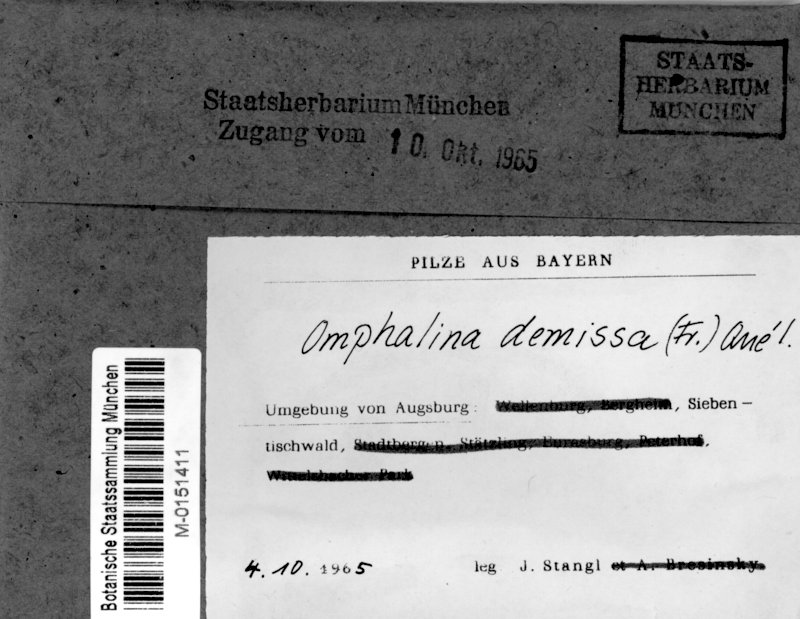 STAATS-
HERBARIUM
MÜNCHEN
Staatsherbarium München
Zugang vom 10. Okt. 1965
PILZE AUS BAYERN
Omphalina demissa (Fr.) Quél.
Umgebung von Augsburg: Wellenburg, Bergheim, Sieben-
tischwald, Stadtbergen, Stätzling, Burasburg, Peterhof,
Wittelsbacher Park
4. 10. 1965 leg J. Stangl et A. Bresinsky.
Botanische Staatssammlung München
M-0151411